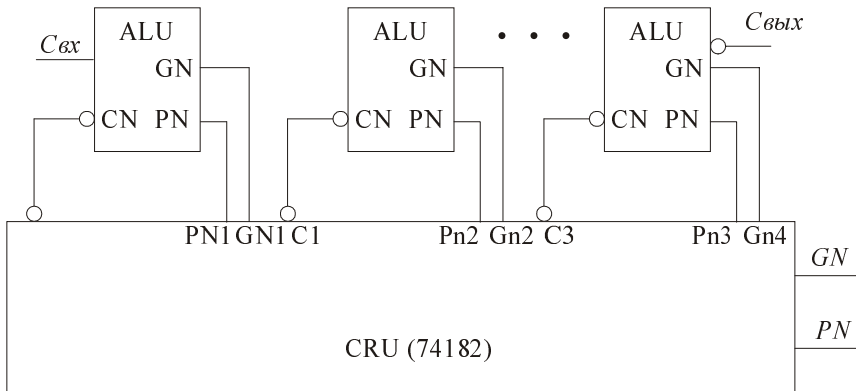 Свх
ALU
GN
CN PN
ALU
GN
CN PN
• • •
ALU
GN
CN PN
Свых
PN1 GN1 C1
Pn2 Gn2 C3
Pn3 Gn4
GN
PN
CRU (74182)